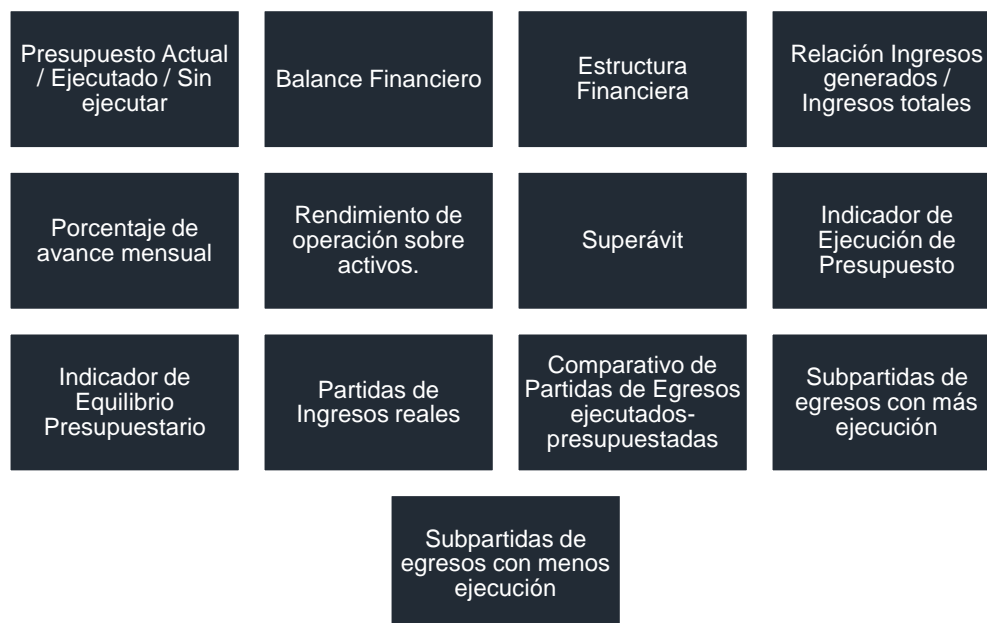 Presupuesto Actual
/ Ejecutado / Sin
ejecutar
Balance Financiero
Estructura
Financiera
Relación Ingresos
generados /
Ingresos totales
Porcentaje de
avance mensual
Rendimiento de
operación sobre
activos.
Superávit
Indicador de
Ejecución de
Presupuesto
Indicador de
Equilibrio
Presupuestario
Partidas de
Ingresos reales
Comparativo de
Partidas de Egresos
ejecutados-
presupuestadas
Subpartidas de
egresos con más
ejecución
Subpartidas de
egresos con menos
ejecución